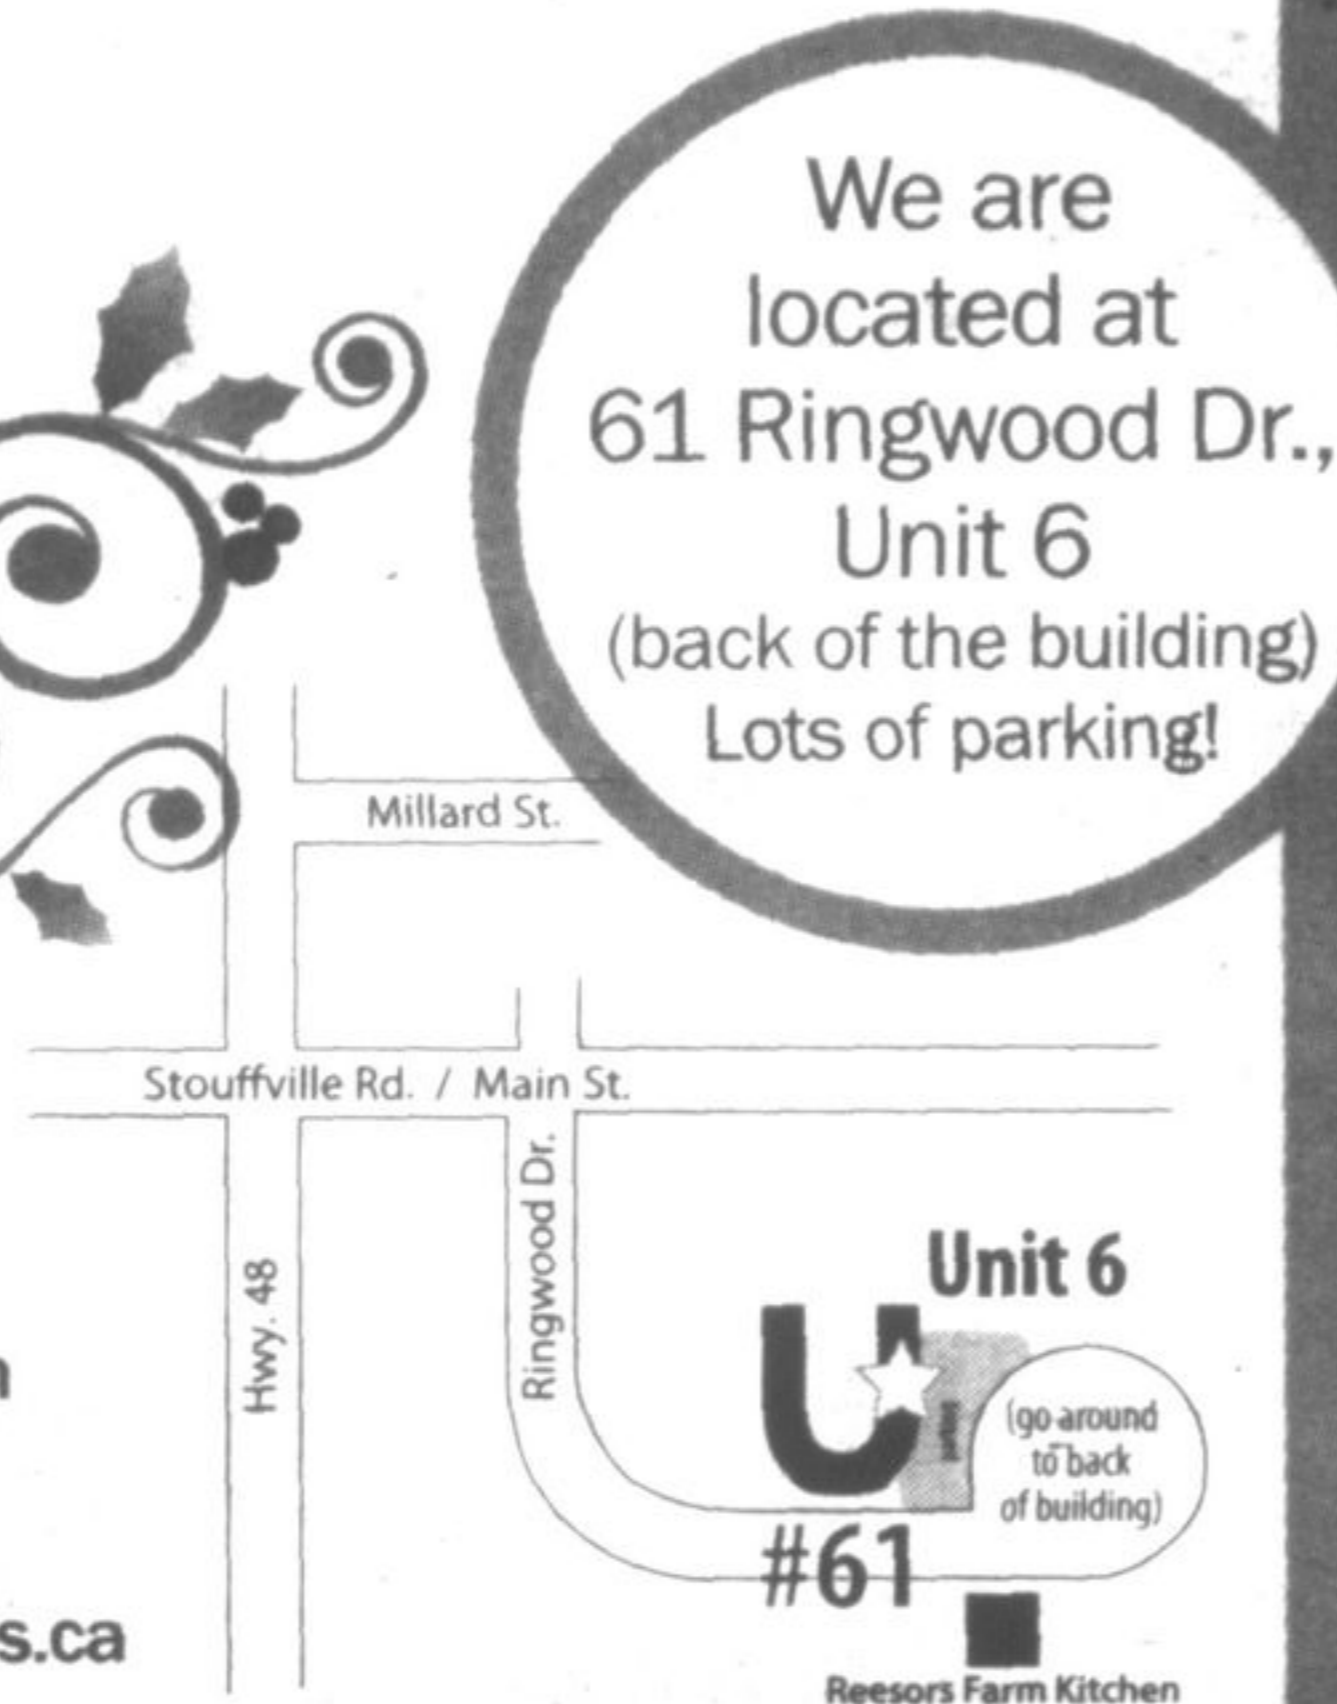 We are
located at
61 Ringwood Dr.,
Unit 6
(back of the building)
Lots of parking!
Millard St.
Stouffville Rd. / Main St.
Ringwood Dr.
Hwy. 48
Unit 6
(go around
to back
of building)
#61
s.ca
Reesors Farm Kitchen